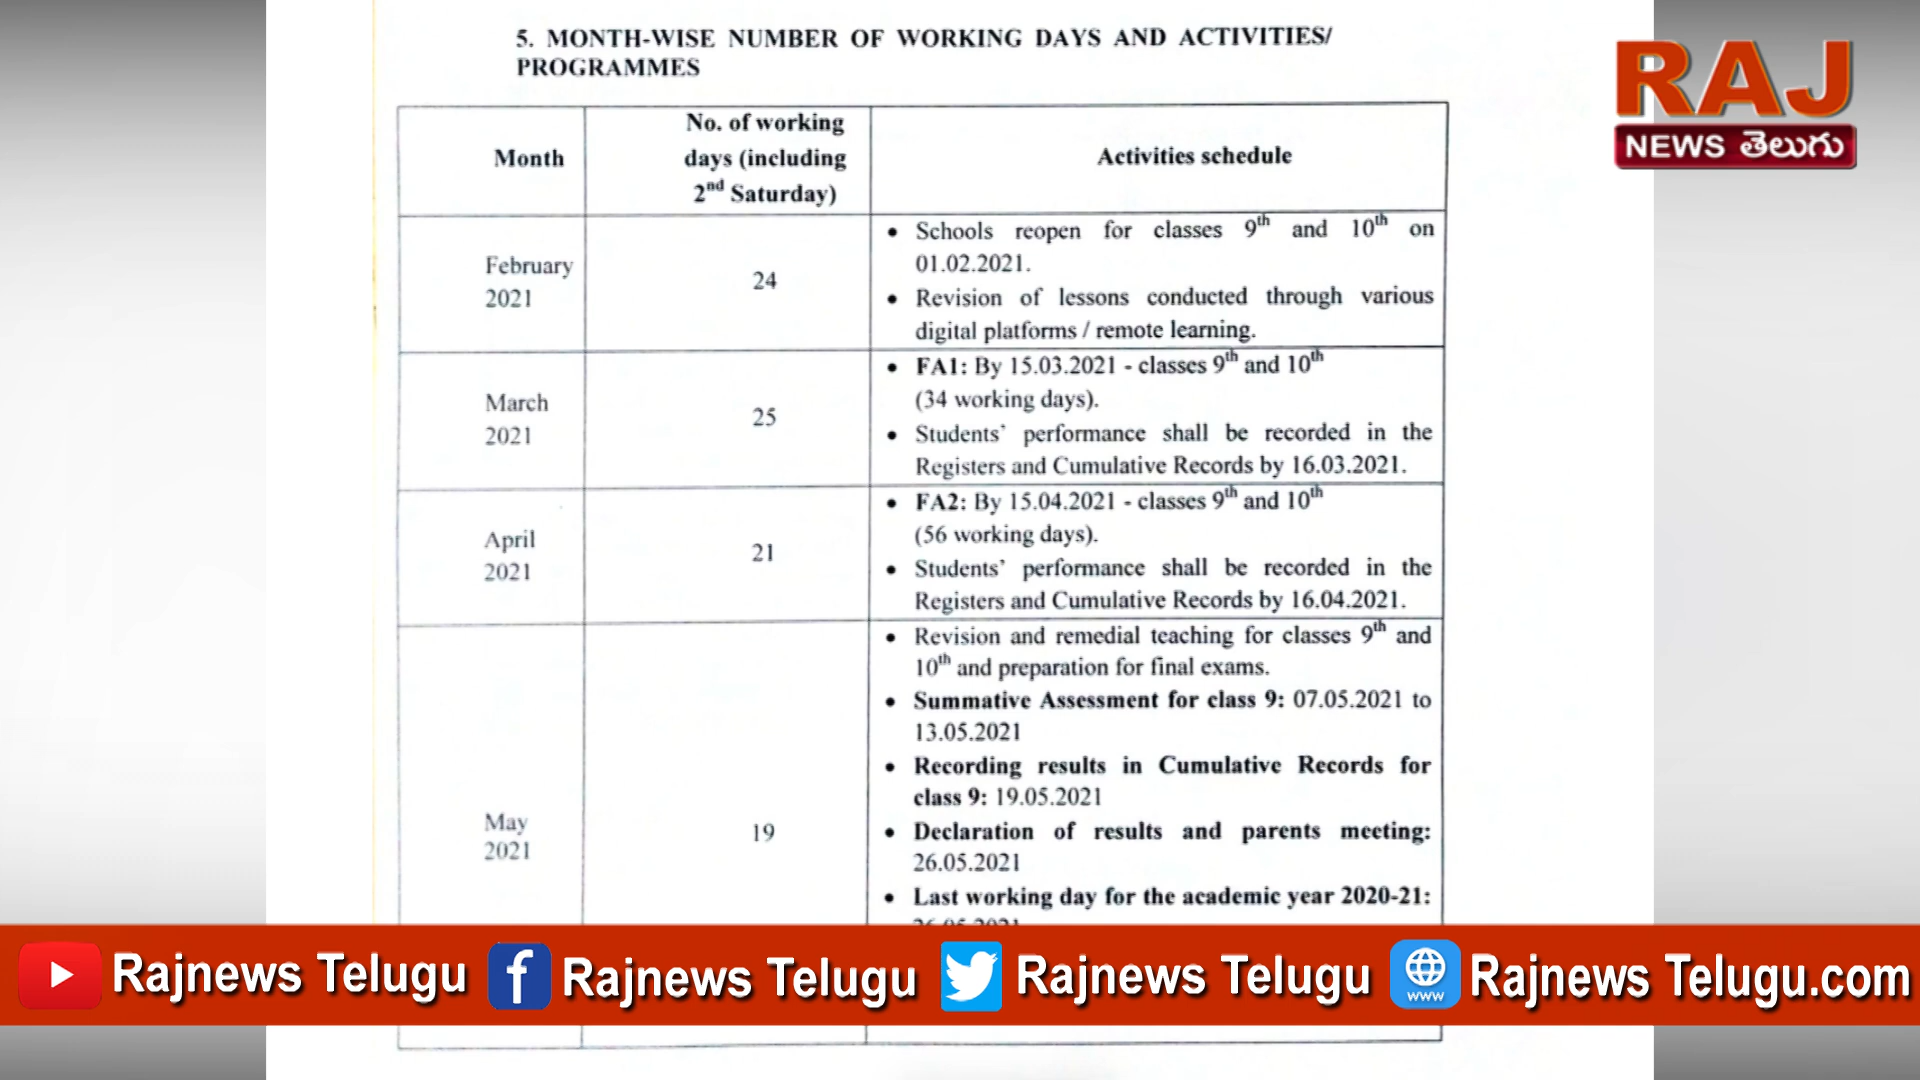 5. MONTH-WISE NUMBER OF WORKING DAYS AND ACTIVITIES/
PROGRAMMES
RAJ
NEWS తెలుగు
Month
No. of working
days (including
2nd Saturday)
Activities schedule
February
2021
24
• Schools reopen for classes 9th and 10th on
01.02.2021.
• Revision of lessons conducted through various
digital platforms / remote learning.
March
2021
25
• FA1: By 15.03.2021 - classes 9th and 10th
(34 working days).
• Students' performance shall be recorded in the
Registers and Cumulative Records by 16.03.2021.
April
2021
21
• FA2: By 15.04.2021 - classes 9th and 10th
(56 working days).
• Students' performance shall be recorded in the
Registers and Cumulative Records by 16.04.2021.
May
2021
19
• Revision and remedial teaching for classes 9th and
10th and preparation for final exams.
• Summative Assessment for class 9: 07.05.2021 to
13.05.2021
• Recording results in Cumulative Records for
class 9: 19.05.2021
• Declaration of results and parents meeting:
26.05.2021
• Last working day for the academic year 2020-21:
Rajnews Telugu
f Rajnews Telugu
Rajnews Telugu
www Rajnews Telugu.com